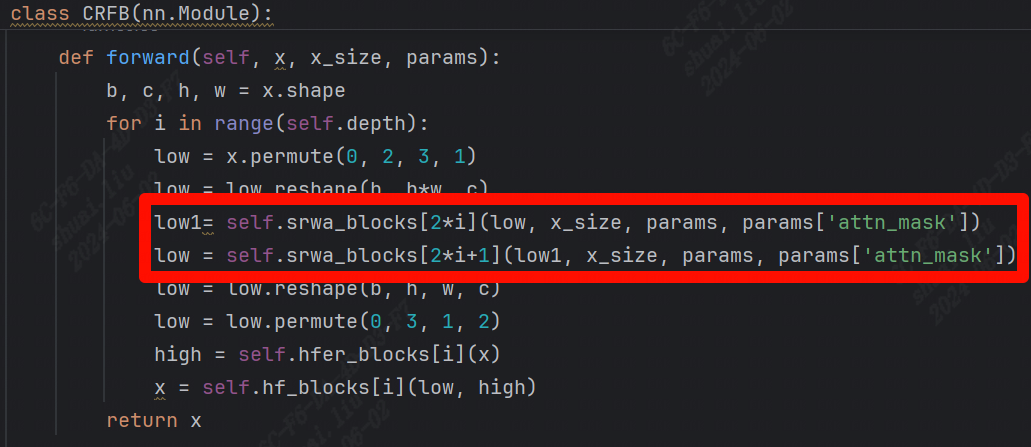 class CRFB(nn.Module):
    def forward(self, x, x_size, params):
        b, c, h, w = x.shape
        for i in range(self.depth):
            low = x.permute(0, 2, 3, 1)
            low = low.reshape(b, h*w, c)
            low1= self.srwa_blocks[2*i](low, x_size, params, params['attn_mask'])
            low = self.srwa_blocks[2*i+1](low1, x_size, params, params['attn_mask'])
            low = low.reshape(b, h, w, c)
            low = low.permute(0, 3, 1, 2)
            high = self.hfer_blocks[i](x)
            x = self.hf_blocks[i](low, high)
        return x